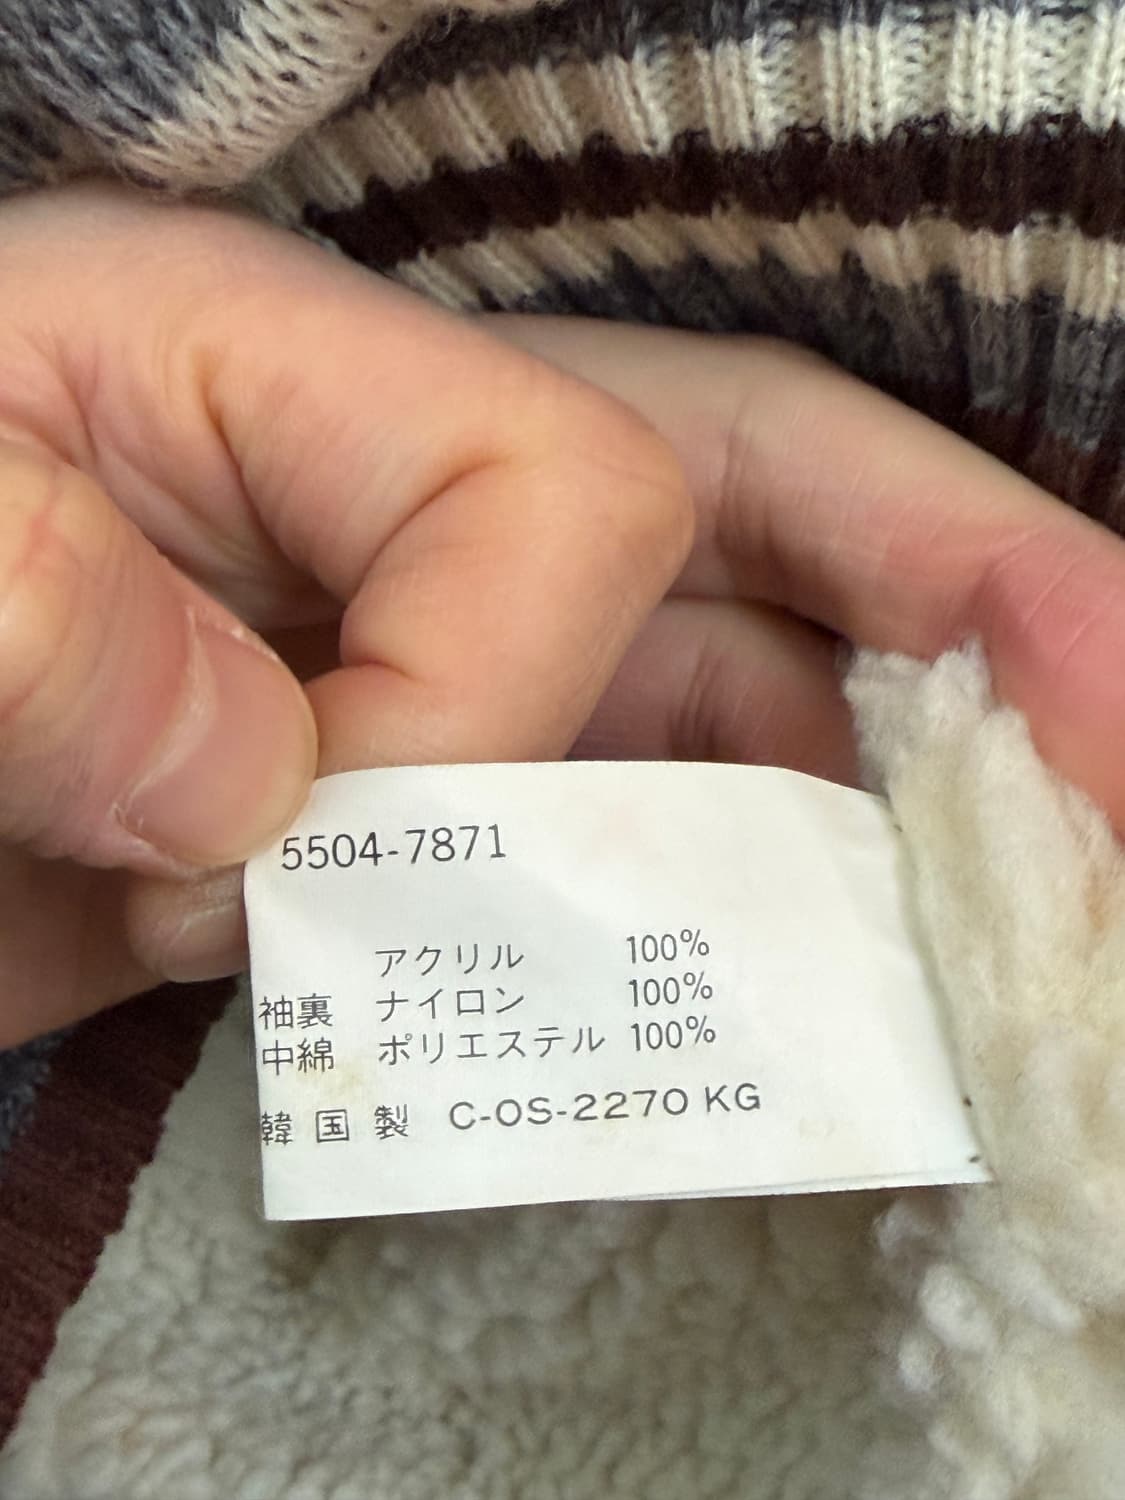 5504-7871
アクリル 100%
袖裏 ナイロン 100%
中綿 ポリエステル 100%
韓国製 C-OS-2270 KG